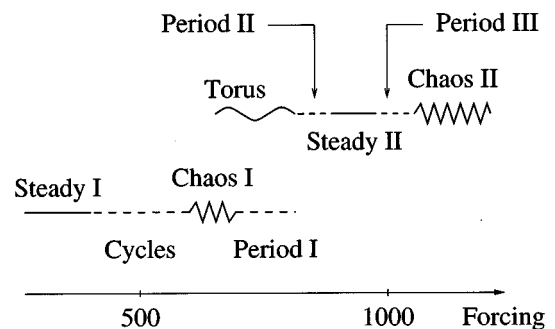 Period II
Period III
Torus
Chaos II
Steady II
Steady I
Chaos I
Cycles
Period I
500
1000
Forcing